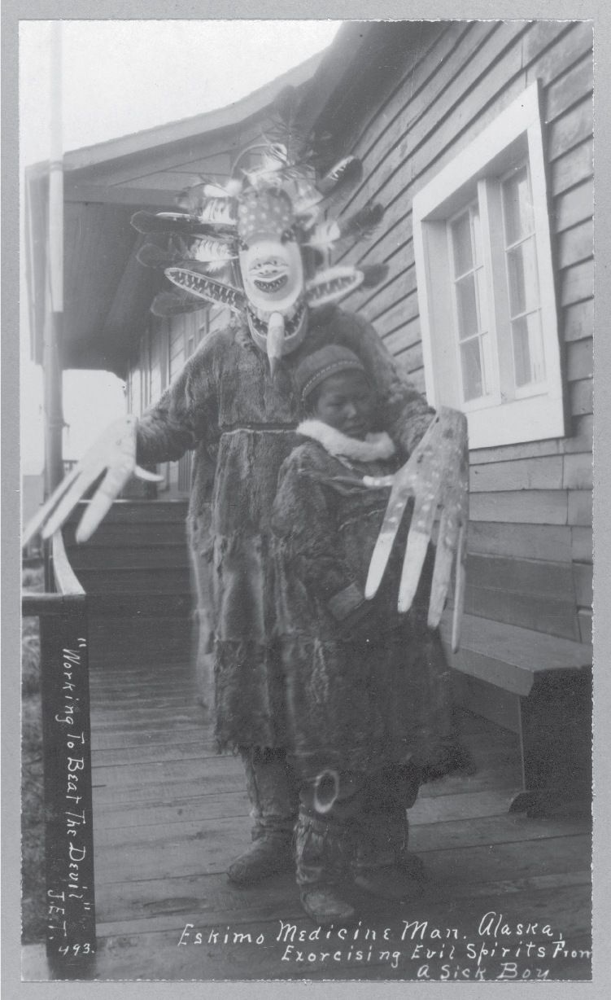 "Working To Beat The Devil"
J.E.T.
493.
Eskimo Medicine Man. Alaska,
Exorcising Evil Spirits From
a Sick Boy